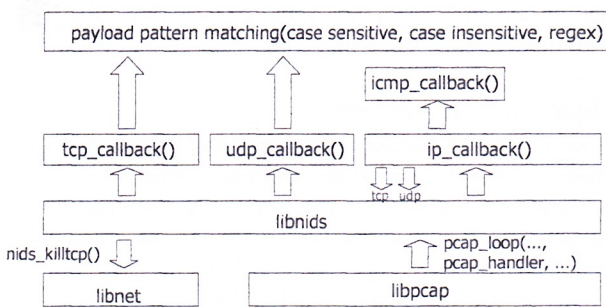 payload pattern matching(case sensitive, case insensitive, regex)
icmp_callback()
tcp_callback()
udp_callback()
ip_callback()
tcp
udp
libnids
nids_killtcp()
pcap_loop(...,
pcap_handler, ...)
libnet
libpcap